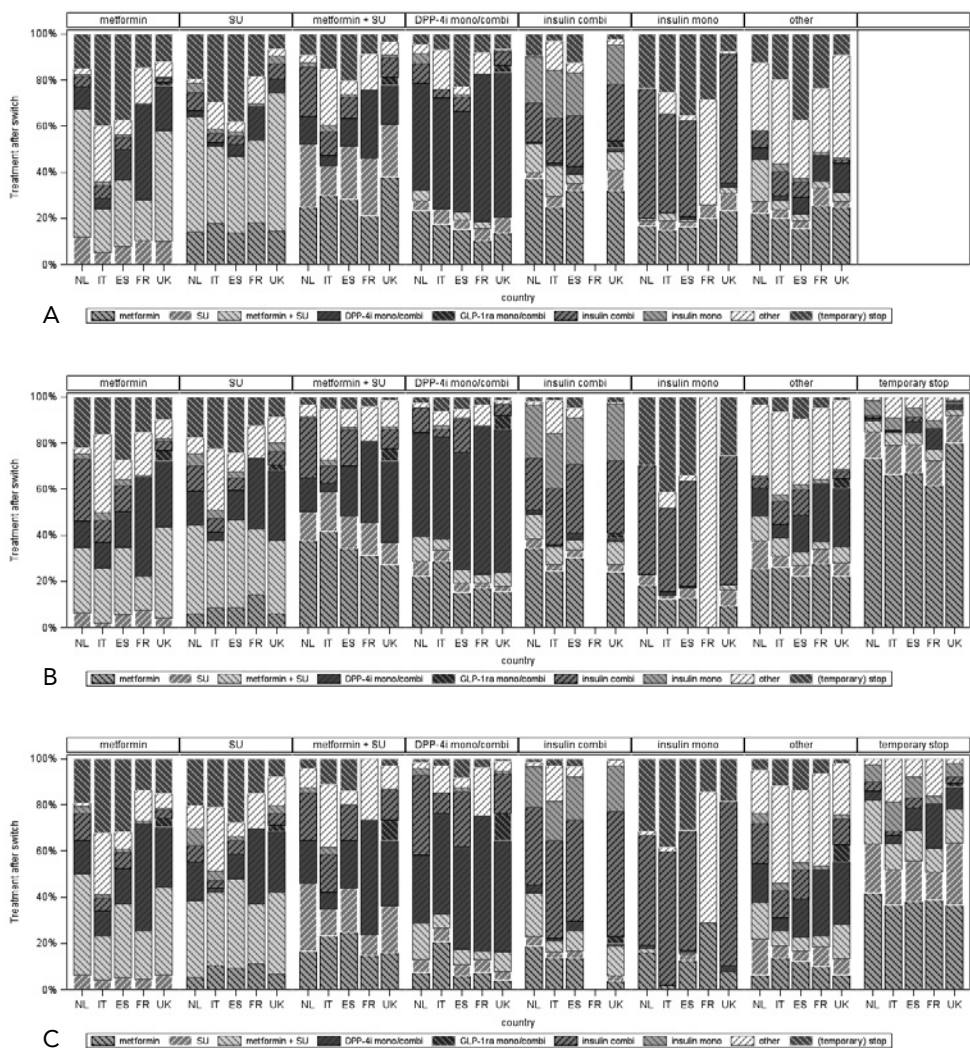 metformin SU metformin + SU DPP-4i mono/combi insulin combi insulin mono other
100%
80%
60%
40%
20%
0%
Treatment after switch
NL IT ES FR UK NL IT ES FR UK NL IT ES FR UK NL IT ES FR UK NL IT ES FR UK NL IT ES FR UK NL IT ES FR UK
country
A
metformin SU metformin + SU DPP-4i mono/combi GLP-1ra mono/combi insulin combi insulin mono other (temporary) stop
metformin SU metformin + SU DPP-4i mono/combi insulin combi insulin mono other temporary stop
100%
80%
60%
40%
20%
0%
Treatment after switch
NL IT ES FR UK NL IT ES FR UK NL IT ES FR UK NL IT ES FR UK NL IT ES FR UK NL IT ES FR UK NL IT ES FR UK NL IT ES FR UK
country
B
metformin SU metformin + SU DPP-4i mono/combi GLP-1ra mono/combi insulin combi insulin mono other (temporary) stop
metformin SU metformin + SU DPP-4i mono/combi insulin combi insulin mono other temporary stop
100%
80%
60%
40%
20%
0%
Treatment after switch
NL IT ES FR UK NL IT ES FR UK NL IT ES FR UK NL IT ES FR UK NL IT ES FR UK NL IT ES FR UK NL IT ES FR UK NL IT ES FR UK
country
C
metformin SU metformin + SU DPP-4i mono/combi GLP-1ra mono/combi insulin combi insulin mono other (temporary) stop